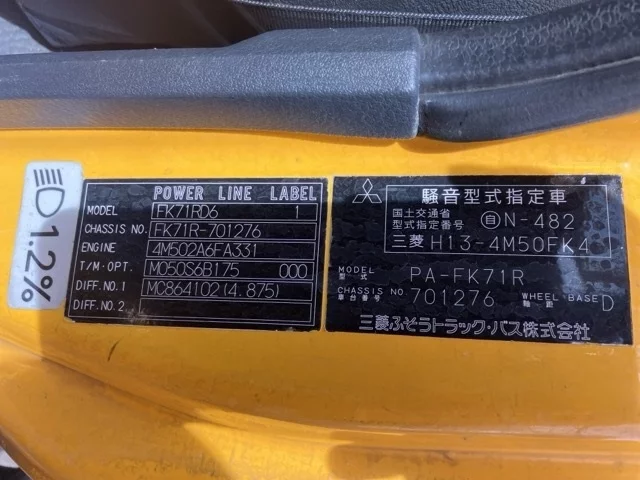 1.2%
POWER LINE LABEL
MODEL FK71RD6 1
CHASSIS NO. FK71R-701276
ENGINE 4M502A6FA331
T/M・OPT. M050S6B175 000
DIFF. NO.1 MC864102(4.875)
DIFF. NO.2
騒音型式指定車
国土交通省
型式指定番号 自N-482
三菱 H13-4M50FK4
MODEL 型式 PA-FK71R
CHASSIS NO 車台番号 701276 WHEEL BASE 軸距 D
三菱ふそうトラック・バス株式会社